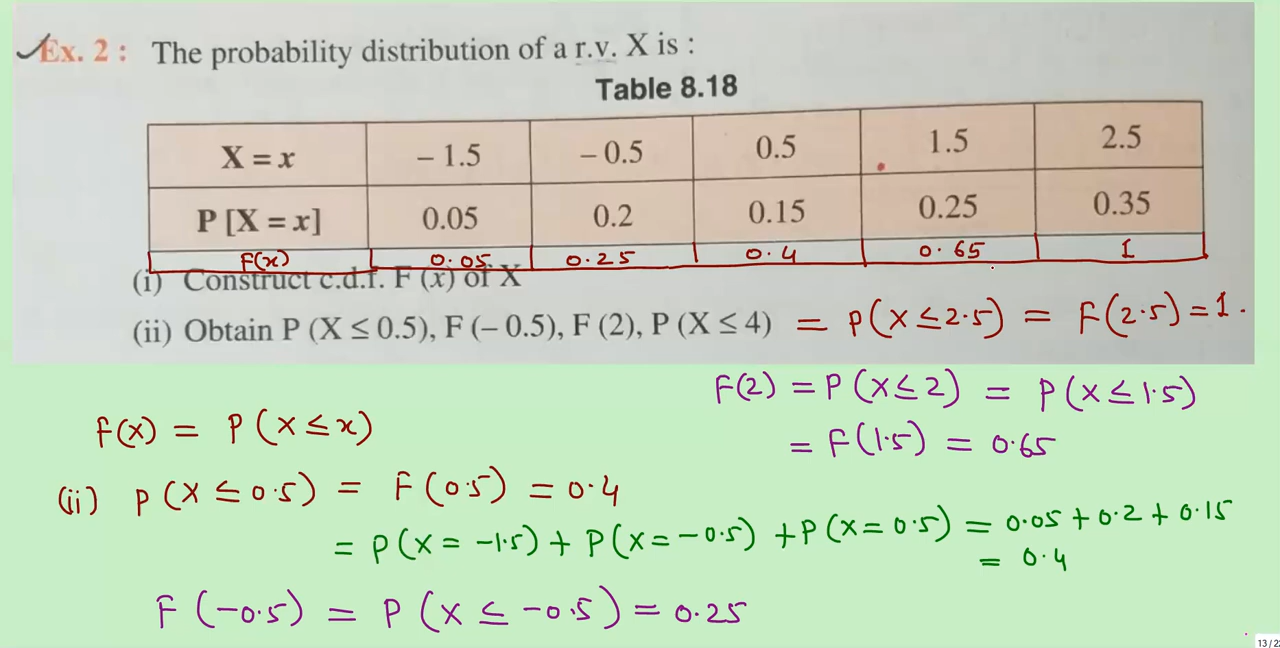 Ex. 2 : The probability distribution of a r.v. X is :
Table 8.18
X = x – 1.5 – 0.5 0.5 1.5 2.5
P [X = x] 0.05 0.2 0.15 0.25 0.35
F(x) 0.05 0.25 0.4 0.65 1
(i) Construct c.d.f. F (x) of X
(ii) Obtain P (X ≤ 0.5), F (– 0.5), F (2), P (X ≤ 4) = P(X ≤ 2.5) = F(2.5) = 1.
F(2) = P(X ≤ 2) = P(X ≤ 1.5)
= F(1.5) = 0.65
F(x) = P(X ≤ x)
(ii) P(X ≤ 0.5) = F(0.5) = 0.4
= P(X = -1.5) + P(X = -0.5) + P(X = 0.5) = 0.05 + 0.2 + 0.15
= 0.4
F(-0.5) = P(X ≤ -0.5) = 0.25